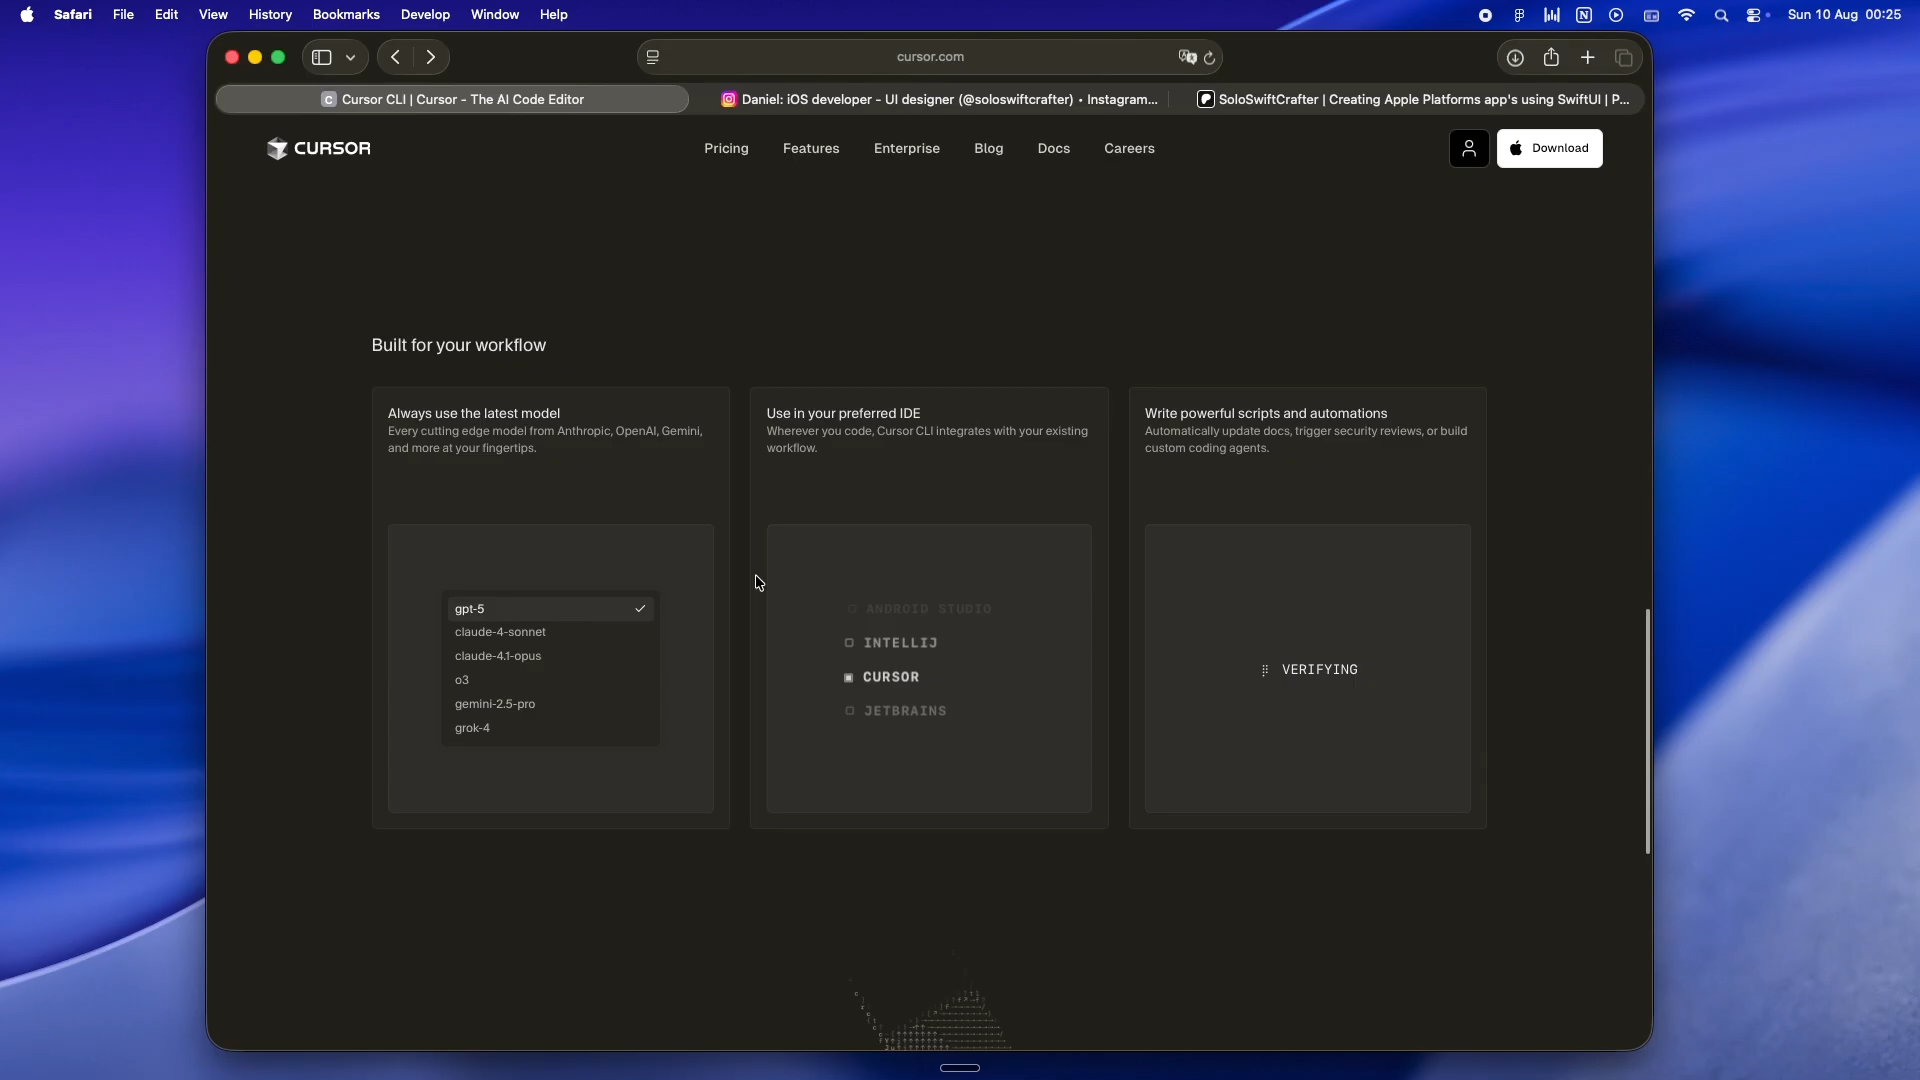 Safari File Edit View History Bookmarks Develop Window Help
Sun 10 Aug 00:25
cursor.com
Cursor CLI | Cursor - The AI Code Editor
Daniel: iOS developer - UI designer (@soloswiftcrafter) • Instagram...
SoloSwiftCrafter | Creating Apple Platforms app's using SwiftUI | P...
CURSOR
Pricing Features Enterprise Blog Docs Careers
Download
Built for your workflow
Always use the latest model
Every cutting edge model from Anthropic, OpenAI, Gemini,
and more at your fingertips.
gpt-5
claude-4-sonnet
claude-4.1-opus
o3
gemini-2.5-pro
grok-4
Use in your preferred IDE
Wherever you code, Cursor CLI integrates with your existing
workflow.
ANDROID STUDIO
INTELLIJ
CURSOR
JETBRAINS
Write powerful scripts and automations
Automatically update docs, trigger security reviews, or build
custom coding agents.
VERIFYING